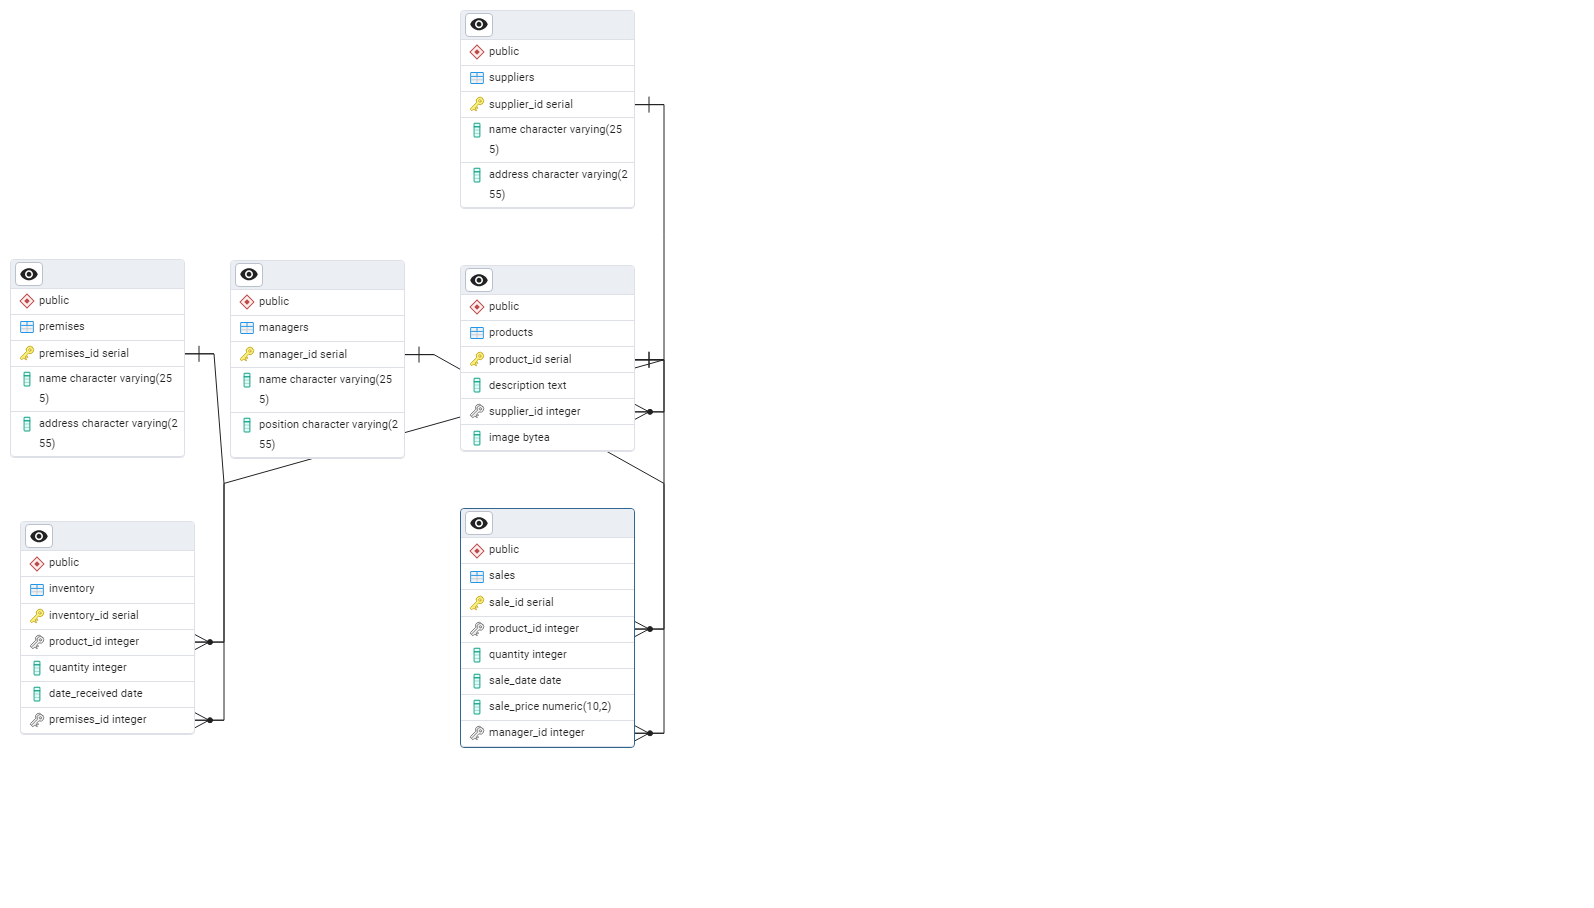 public
suppliers
supplier_id serial
name character varying(25
5)
address character varying(2
55)
public
premises
premises_id serial
name character varying(25
5)
address character varying(2
55)
public
managers
manager_id serial
name character varying(25
5)
position character varying(2
55)
public
products
product_id serial
description text
supplier_id integer
image bytea
public
inventory
inventory_id serial
product_id integer
quantity integer
date_received date
premises_id integer
public
sales
sale_id serial
product_id integer
quantity integer
sale_date date
sale_price numeric(10,2)
manager_id integer